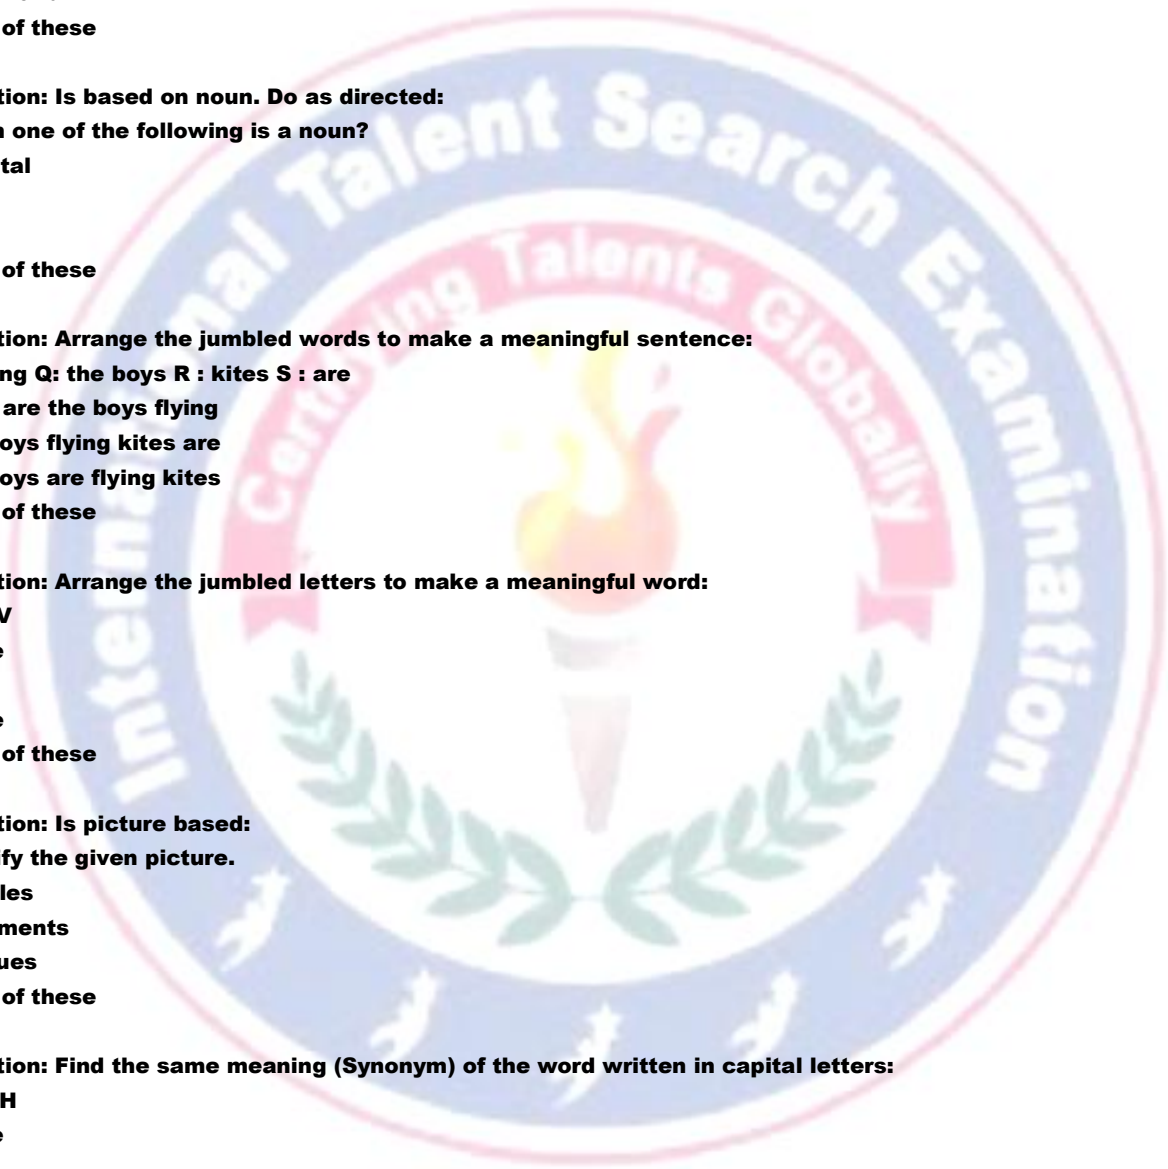 of these
tion: Is based on noun. Do as directed:
one of the following is a noun?
tal
of these
tion: Arrange the jumbled words to make a meaningful sentence:
ng Q: the boys R : kites S : are
are the boys flying
oys flying kites are
oys are flying kites
of these
tion: Arrange the jumbled letters to make a meaningful word:
V
e
e
of these
tion: Is picture based:
ify the given picture.
les
ments
ues
of these
tion: Find the same meaning (Synonym) of the word written in capital letters:
H
e
International Talent Search Examination
Certifying Talents Globally